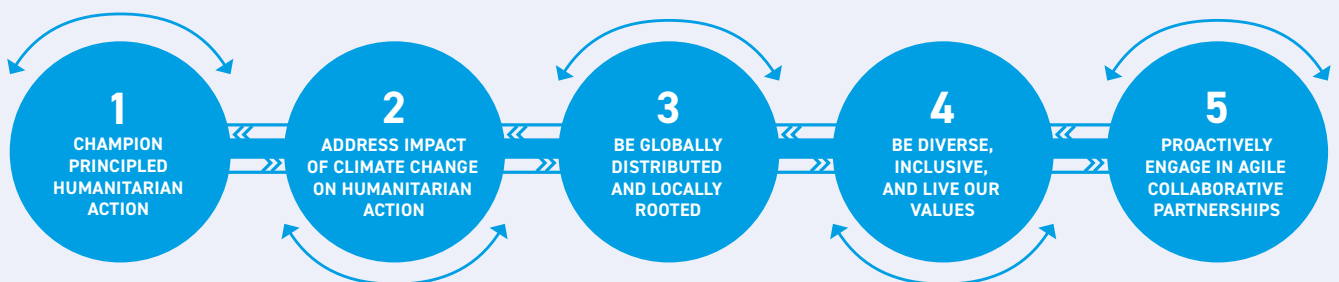 1
CHAMPION
PRINCIPLED
HUMANITARIAN
ACTION
2
ADDRESS IMPACT
OF CLIMATE CHANGE
ON HUMANITARIAN
ACTION
3
BE GLOBALLY
DISTRIBUTED
AND LOCALLY
ROOTED
4
BE DIVERSE,
INCLUSIVE,
AND LIVE OUR
VALUES
5
PROACTIVELY
ENGAGE IN AGILE
COLLABORATIVE
PARTNERSHIPS